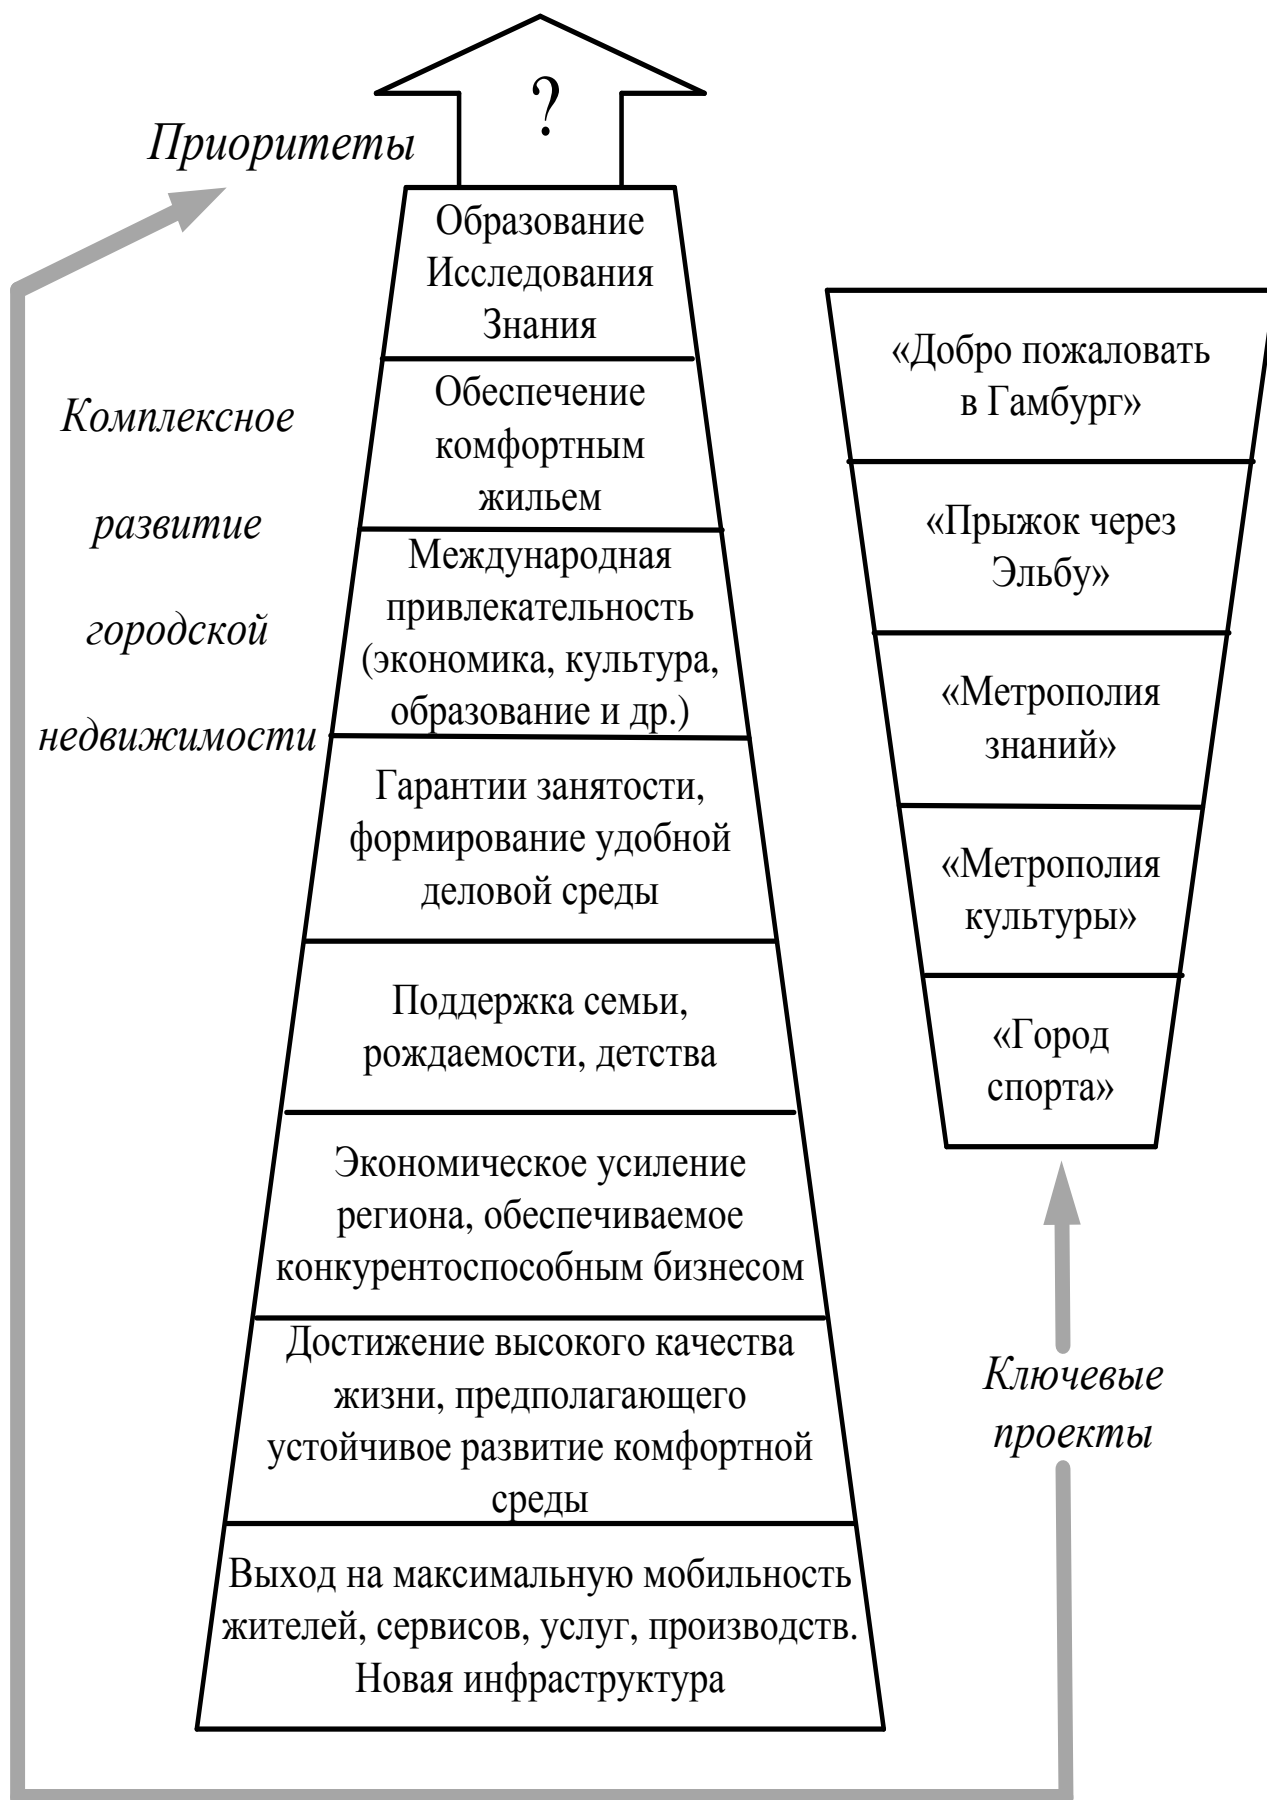 ?
Приоритеты
Образование
Исследования
Знания
Обеспечение
комфортным
жильем
Международная
привлекательность
(экономика, культура,
образование и др.)
Гарантии занятости,
формирование удобной
деловой среды
Поддержка семьи,
рождаемости, детства
Экономическое усиление
региона, обеспечиваемое
конкурентоспособным бизнесом
Достижение высокого качества
жизни, предполагающего
устойчивое развитие комфортной
среды
Выход на максимальную мобильность
жителей, сервисов, услуг, производств.
Новая инфраструктура
Комплексное
развитие
городской
недвижимости
«Добро пожаловать
в Гамбург»
«Прыжок через
Эльбу»
«Метрополия
знаний»
«Метрополия
культуры»
«Город
спорта»
Ключевые
проекты